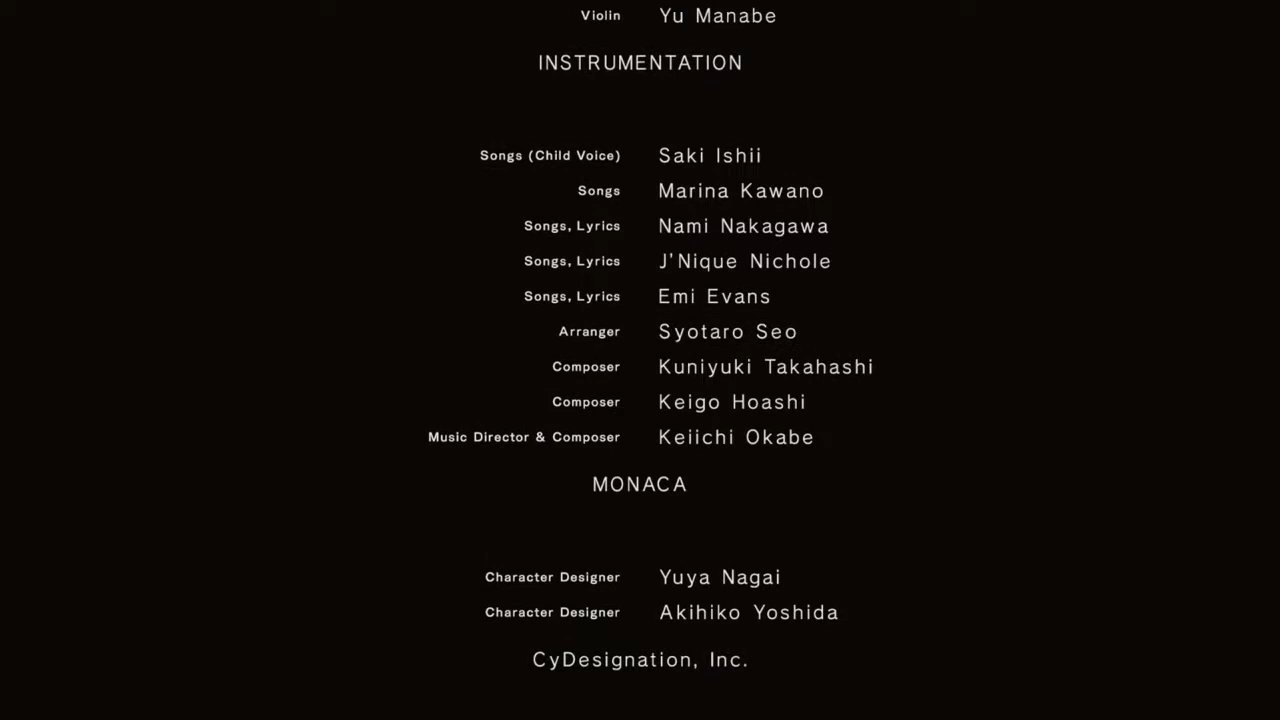 Violin Yu Manabe
INSTRUMENTATION
Songs (Child Voice) Saki Ishii
Songs Marina Kawano
Songs, Lyrics Nami Nakagawa
Songs, Lyrics J'Nique Nichole
Songs, Lyrics Emi Evans
Arranger Syotaro Seo
Composer Kuniyuki Takahashi
Composer Keigo Hoashi
Music Director & Composer Keiichi Okabe
MONACA
Character Designer Yuya Nagai
Character Designer Akihiko Yoshida
CyDesignation, Inc.